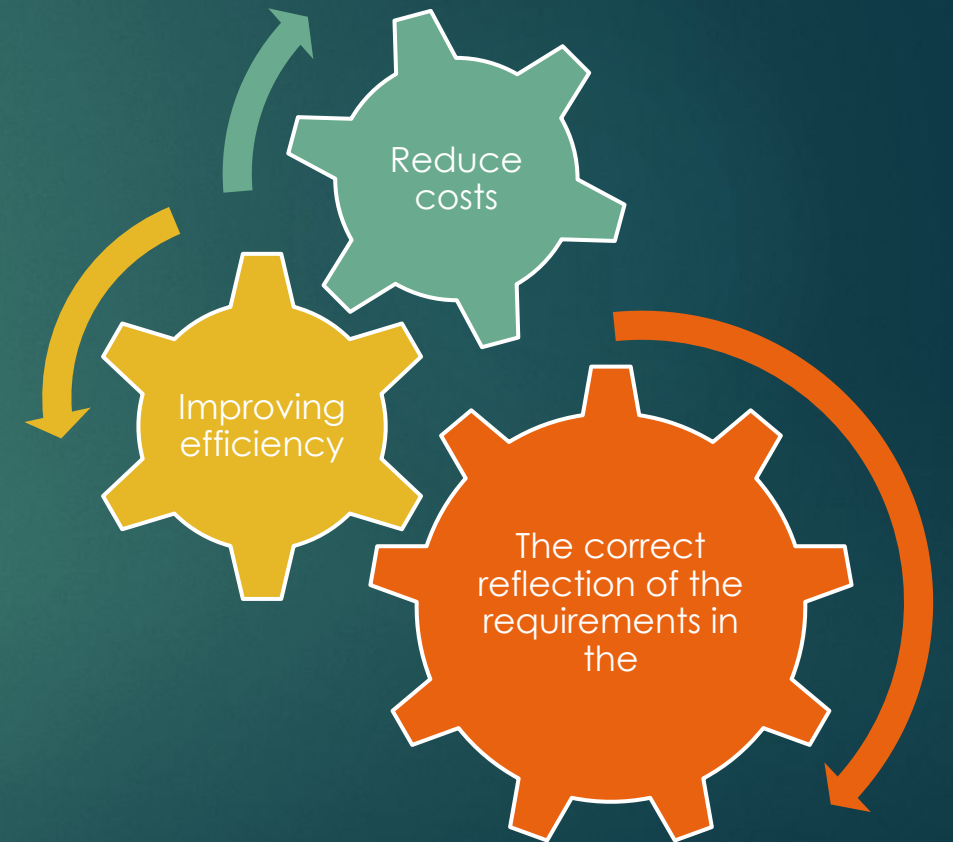 Reduce
costs
Improving
efficiency
The correct
reflection of the
requirements in
the